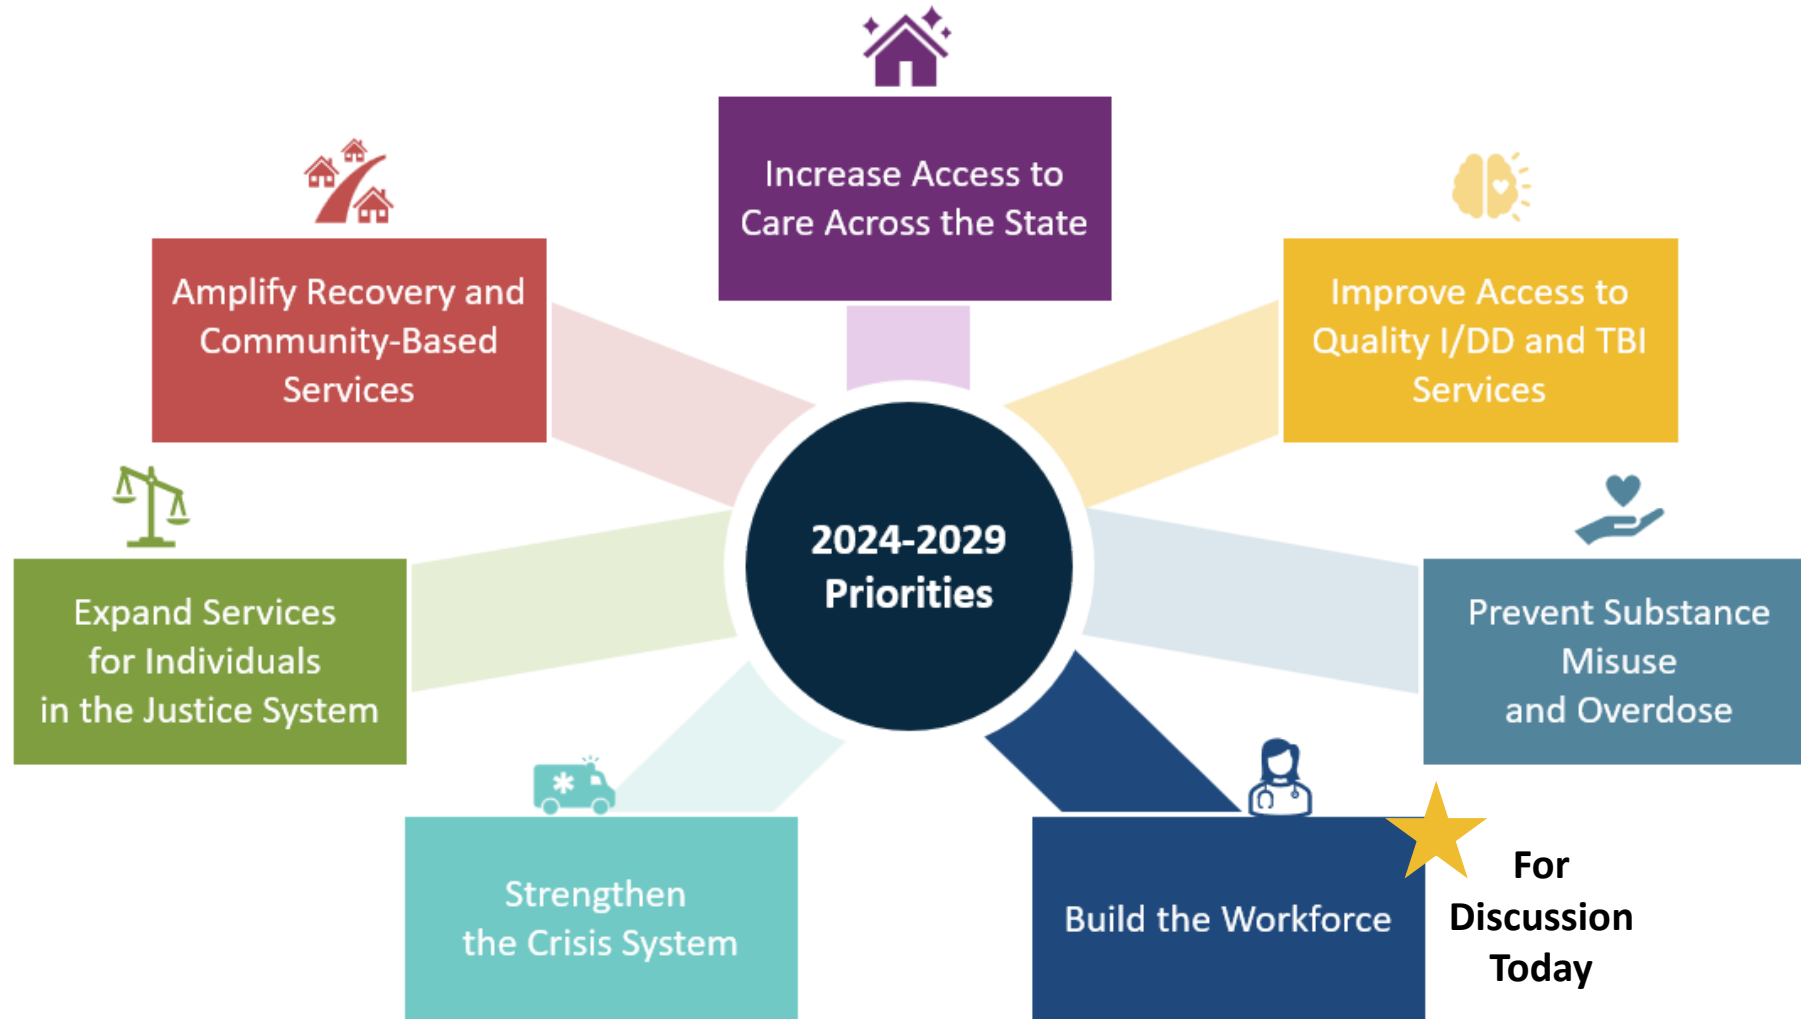 Increase Access to
Care Across the State
Amplify Recovery and
Community-Based
Services
Improve Access to
Quality I/DD and TBI
Services
2024-2029
Priorities
Expand Services
for Individuals
in the Justice System
Prevent Substance
Misuse
and Overdose
Strengthen
the Crisis System
Build the Workforce
For
Discussion
Today